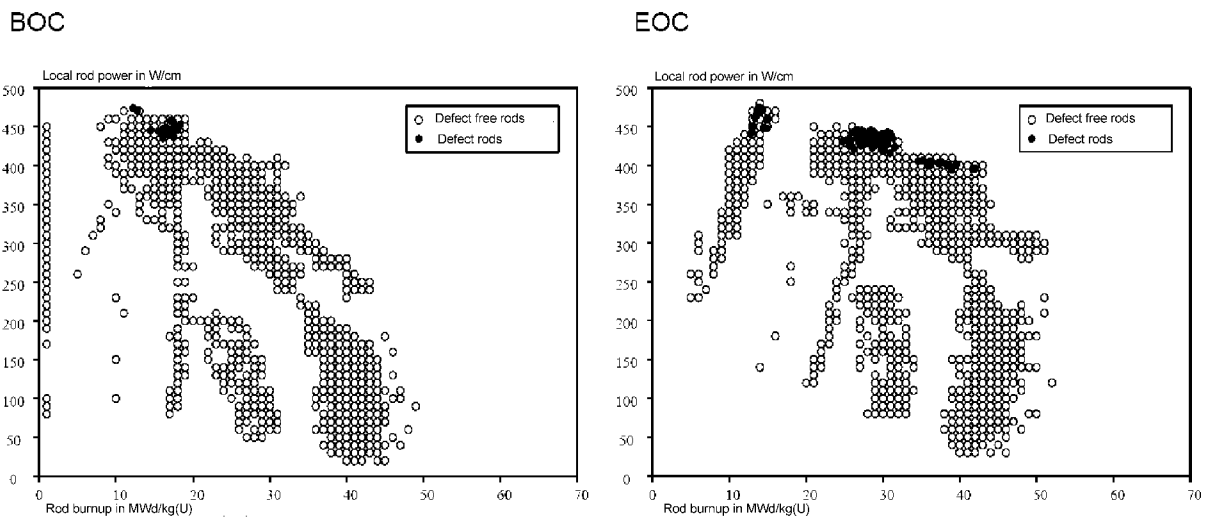 BOC
EOC
Local rod power in W/cm
500
450
400
350
300
250
200
150
100
50
0
Defect free rods
Defect rods
0 10 20 30 40 50 60 70
Rod burnup in MWd/kg(U)
Local rod power in W/cm
500
450
400
350
300
250
200
150
100
50
0
Defect free rods
Defect rods
0 10 20 30 40 50 60 70
Rod burnup in MWd/kg(U)